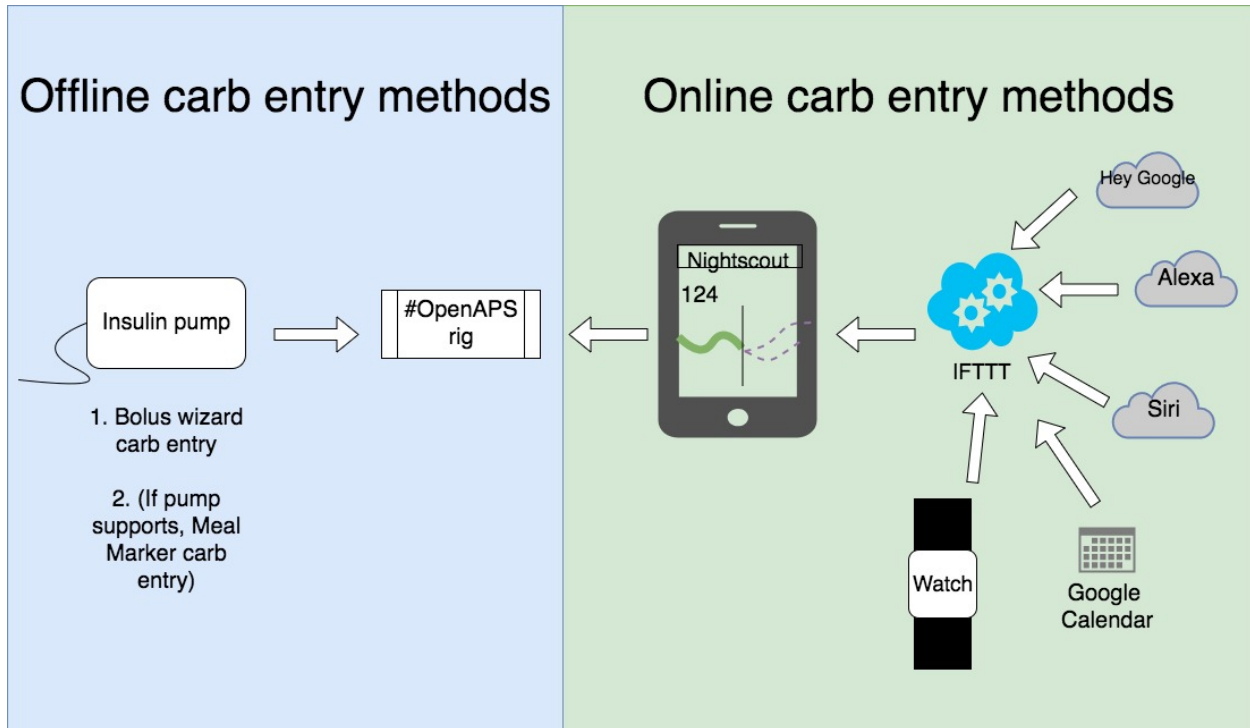 Offline carb entry methods
Online carb entry methods
Insulin pump
1. Bolus wizard
carb entry
2. (If pump
supports, Meal
Marker carb
entry)
#OpenAPS
rig
Nightscout
124
IFTTT
Hey Google
Alexa
Siri
Watch
Google
Calendar